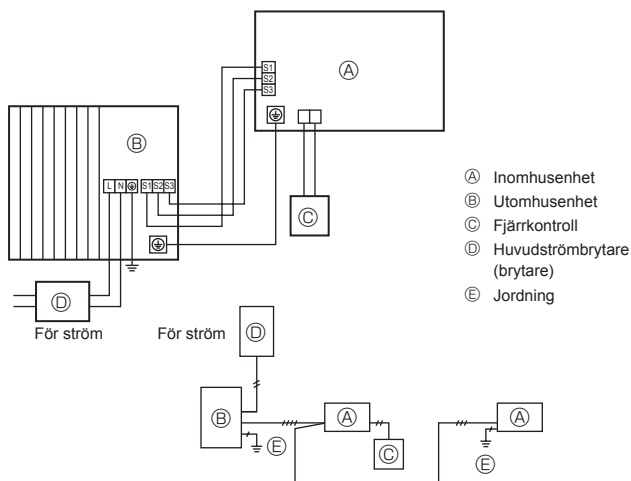 S1
S2
S3
Ⓐ
Ⓑ
L N S1 S2 S3
Ⓒ
Ⓓ
För ström
Ⓐ Inomhusenhet
Ⓑ Utomhusenhet
Ⓒ Fjärrkontroll
Ⓓ Huvudströmbrytare
(brytare)
Ⓔ Jordning
För ström
Ⓓ
Ⓑ
Ⓔ
Ⓐ
Ⓒ
Ⓐ
Ⓔ